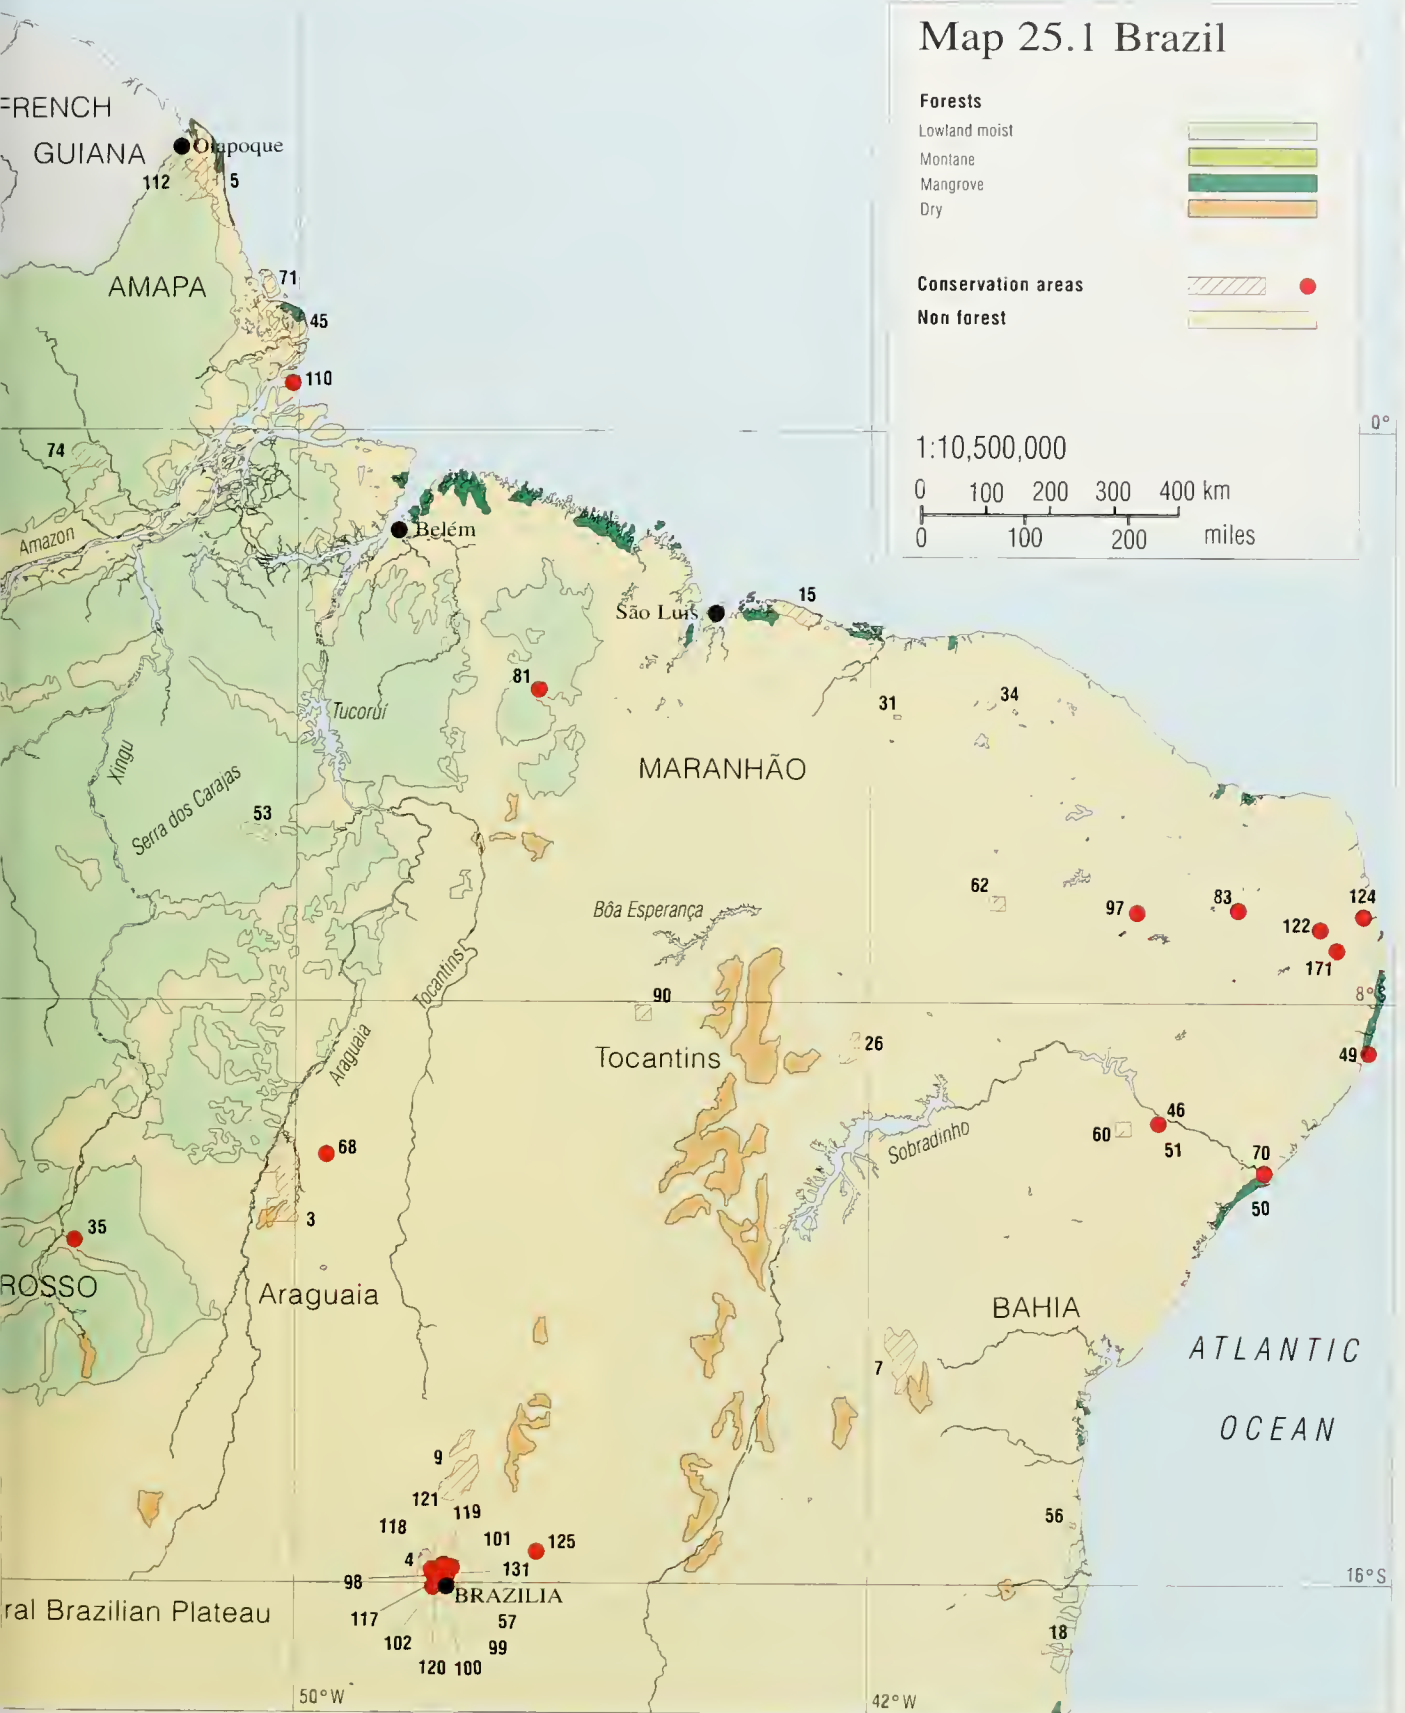 Map 25.1 Brazil
Forests
Lowland moist
Montane
Mangrove
Dry
Conservation areas
Non forest
1:10,500,000
0 100 200 300 400 km
0 100 200 miles
FRENCH
GUIANA
Oiapoque
112
5
AMAPA
71
45
110
0°
74
Amazon
Belém
São Luis
15
81
31
34
Tucoruí
Xingu
MARANHÃO
Serra dos Carajas
53
62
97
83
124
122
171
Bôa Esperança
Tocantins
90
8°
Araguaia
Tocantins
26
49
46
60
51
Sobradinho
68
70
50
3
35
ROSSO
Araguaia
BAHIA
ATLANTIC
OCEAN
7
9
121
119
118
101
125
56
4
131
98
BRAZILIA
16°S
ral Brazilian Plateau
117
57
102
99
18
120
100
50°W
42°W